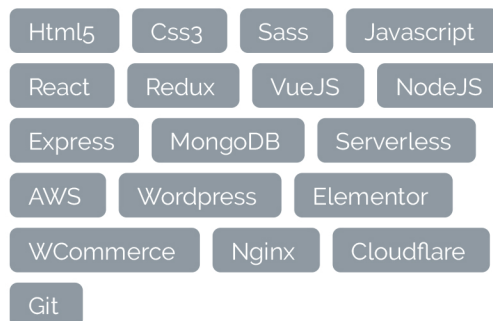 Html5 Css3 Sass Javascript
React Redux VueJS NodeJS
Express MongoDB Serverless
AWS Wordpress Elementor
WCommerce Nginx Cloudflare
Git